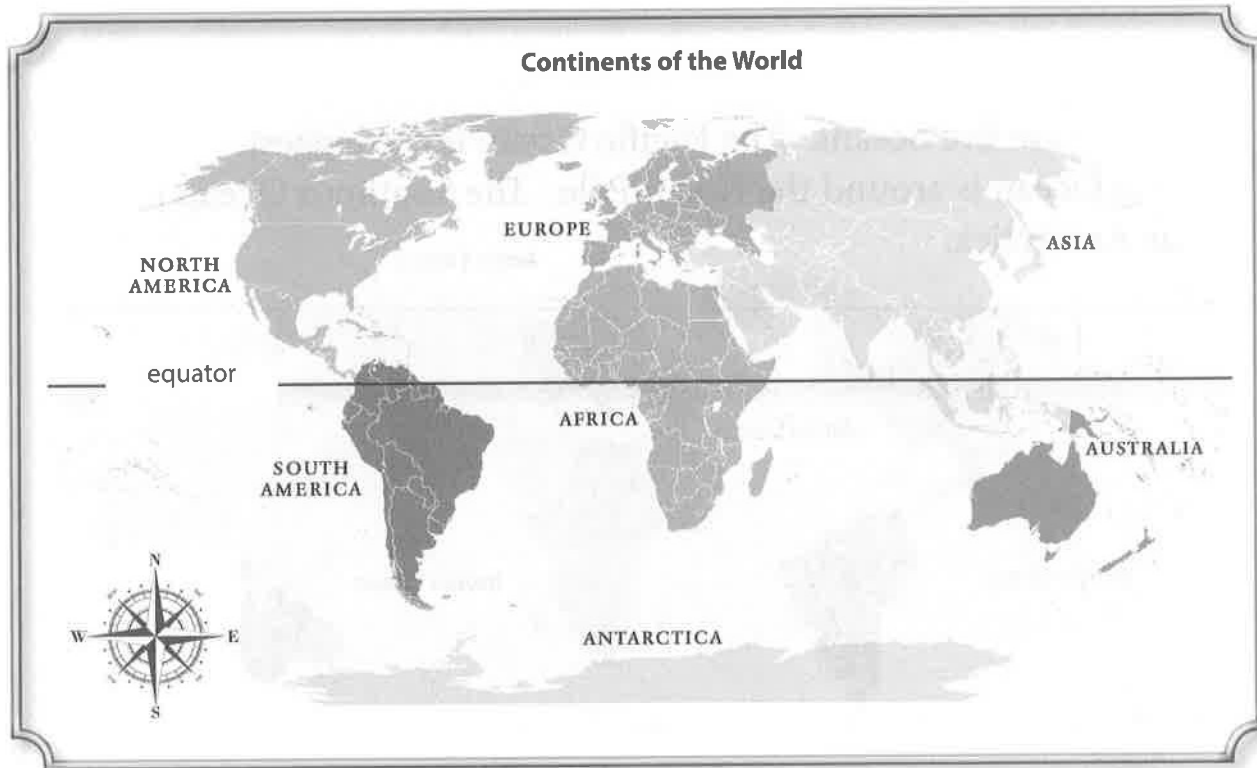 Continents of the World
NORTH
AMERICA
EUROPE
ASIA
equator
AFRICA
SOUTH
AMERICA
AUSTRALIA
ANTARCTICA
N
W
E
S